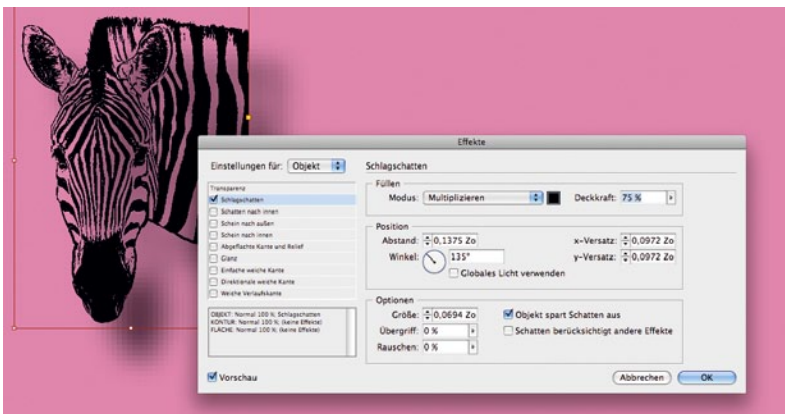 Effekte
Einstellungen für: Objekt
Schlagschatten
Transparenz
Schlagschatten
Schatten nach innen
Schein nach außen
Schein nach innen
Abgeflachte Kante und Relief
Glanz
Einfache weiche Kante
Direktionale weiche Kante
Weiche Verlaufskante
OBJEKT: Normal 100 %; Schlagschatten
KONTUR: Normal 100 %; (keine Effekte)
FLÄCHE: Normal 100 %; (keine Effekte)
Vorschau
Füllen
Modus: Multiplizieren Deckkraft: 75 %
Position
Abstand: 0,1375 Zo x-Versatz: 0,0972 Zo
Winkel: 135° y-Versatz: 0,0972 Zo
Globales Licht verwenden
Optionen
Größe: 0,0694 Zo Objekt spart Schatten aus
Übergriff: 0 % Schatten berücksichtigt andere Effekte
Rauschen: 0 %
Abbrechen OK